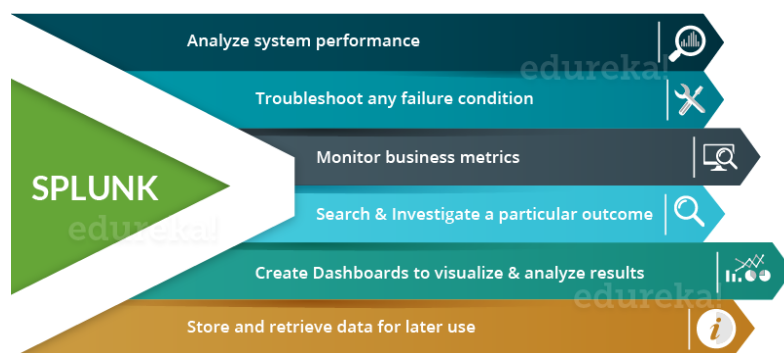 Analyze system performance
edureka!
Troubleshoot any failure condition
Monitor business metrics
SPLUNK
Search & Investigate a particular outcome
edureka!
Create Dashboards to visualize & analyze results
edureka!
Store and retrieve data for later use
i